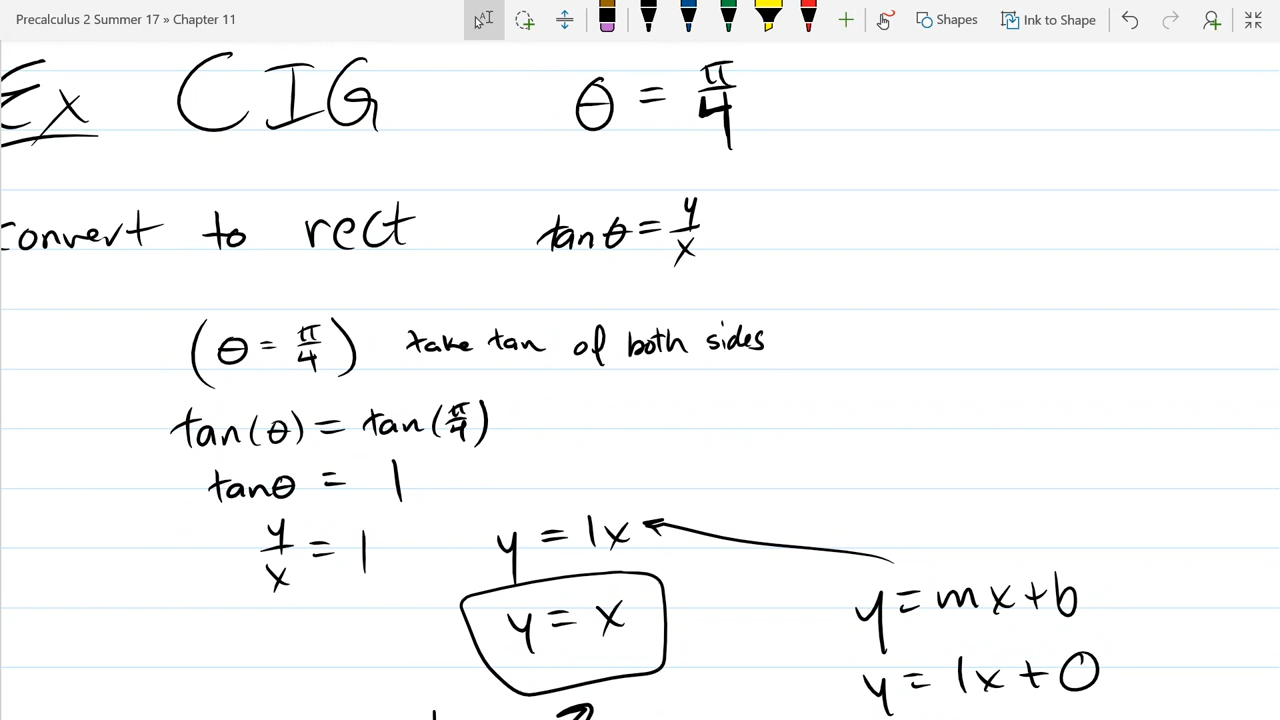 Precalculus 2 Summer 17 » Chapter 11
Shapes
Ink to Shape
Ex CIG θ = π/4
convert to rect tanθ = y/x
(θ = π/4) take tan of both sides
tan(θ) = tan(π/4)
tanθ = 1
y/x = 1 y = 1x
y = mx + b
y = x
y = 1x + 0